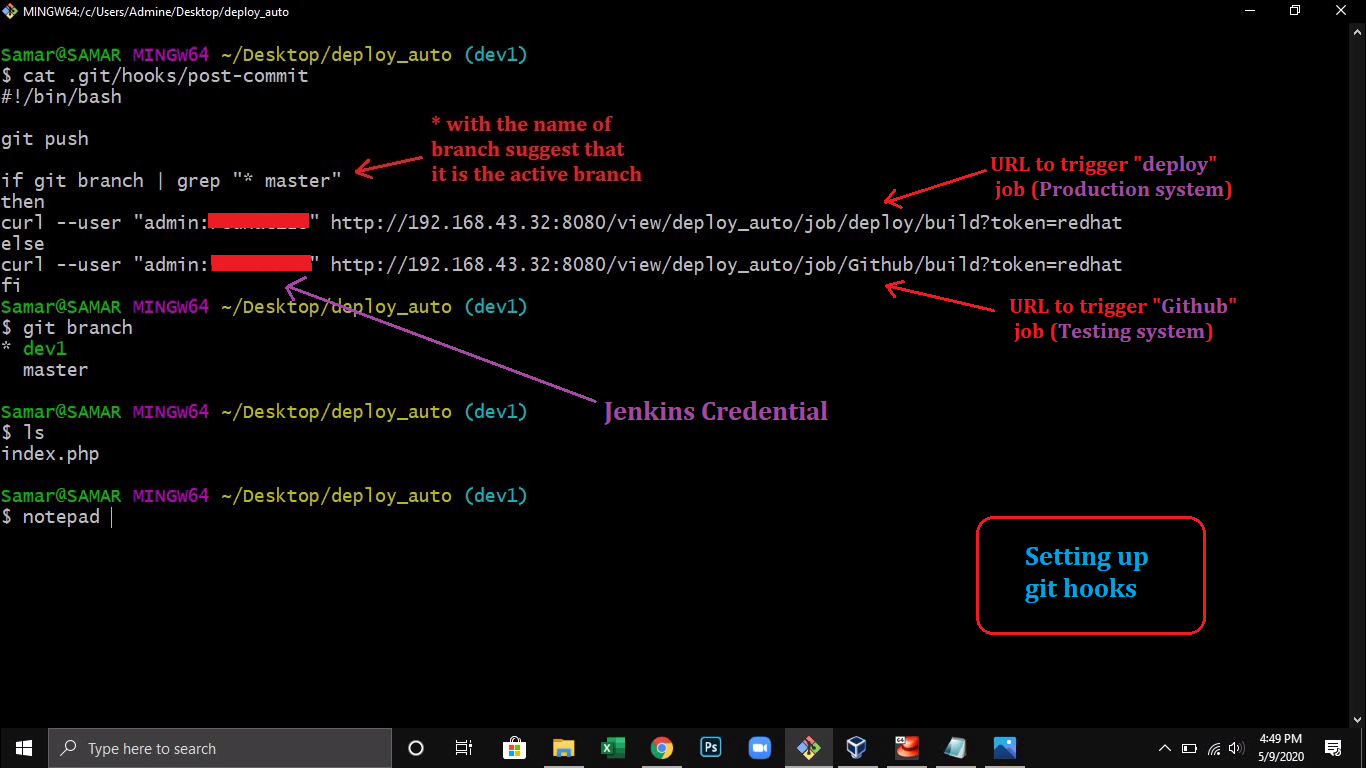 MINGW64:/c/Users/Admine/Desktop/deploy_auto
Samar@SAMAR MINGW64 ~/Desktop/deploy_auto (dev1)
$ cat .git/hooks/post-commit
#!/bin/bash
git push
* with the name of
branch suggest that
it is the active branch
if git branch | grep "* master"
URL to trigger "deploy"
job (Production system)
then
curl --user "admin:" http://192.168.43.32:8080/view/deploy_auto/job/deploy/build?token=redhat
else
curl --user "admin:" http://192.168.43.32:8080/view/deploy_auto/job/Github/build?token=redhat
fi
URL to trigger "Github"
job (Testing system)
Samar@SAMAR MINGW64 ~/Desktop/deploy_auto (dev1)
$ git branch
* dev1
master
Jenkins Credential
Samar@SAMAR MINGW64 ~/Desktop/deploy_auto (dev1)
$ ls
index.php
Samar@SAMAR MINGW64 ~/Desktop/deploy_auto (dev1)
$ notepad
Setting up
git hooks
Type here to search
Ps
64
4:49 PM
5/9/2020